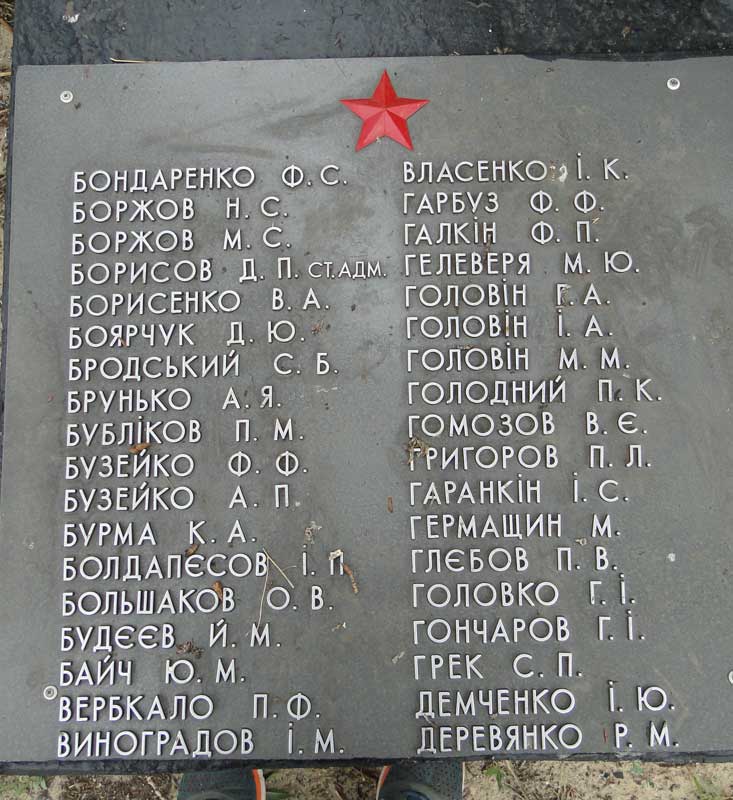 БОНДАРЕНКО Ф. С.
БОРЖОВ Н. С.
БОРЖОВ М. С.
БОРИСОВ Д. П. СТ. АДМ.
БОРИСЕНКО В. А.
БОЯРЧУК Д. Ю.
БРОДСЬКИЙ С. Б.
БРУНЬКО А. Я.
БУБЛІКОВ П. М.
БУЗЕЙКО Ф. Ф.
БУЗЕЙКО А. П.
БУРМА К. А.
БОЛДАПЄСОВ І. П.
БОЛЬШАКОВ О. В.
БУДЄЄВ Й. М.
БАЙЧ Ю. М.
ВЕРБКАЛО П. Ф.
ВИНОГРАДОВ І. М.
ВЛАСЕНКО І. К.
ГАРБУЗ Ф. Ф.
ГАЛКІН Ф. П.
ГЕЛЕВЕРЯ М. Ю.
ГОЛОВІН Г. А.
ГОЛОВІН І. А.
ГОЛОВІН М. М.
ГОЛОДНИЙ П. К.
ГОМОЗОВ В. Є.
ГРИГОРОВ П. Л.
ГАРАНКІН І. С.
ГЕРМАЩИН М.
ГЛЄБОВ П. В.
ГОЛОВКО Г. І.
ГОНЧАРОВ Г. І.
ГРЕК С. П.
ДЕМЧЕНКО І. Ю.
ДЕРЕВЯНКО Р. М.